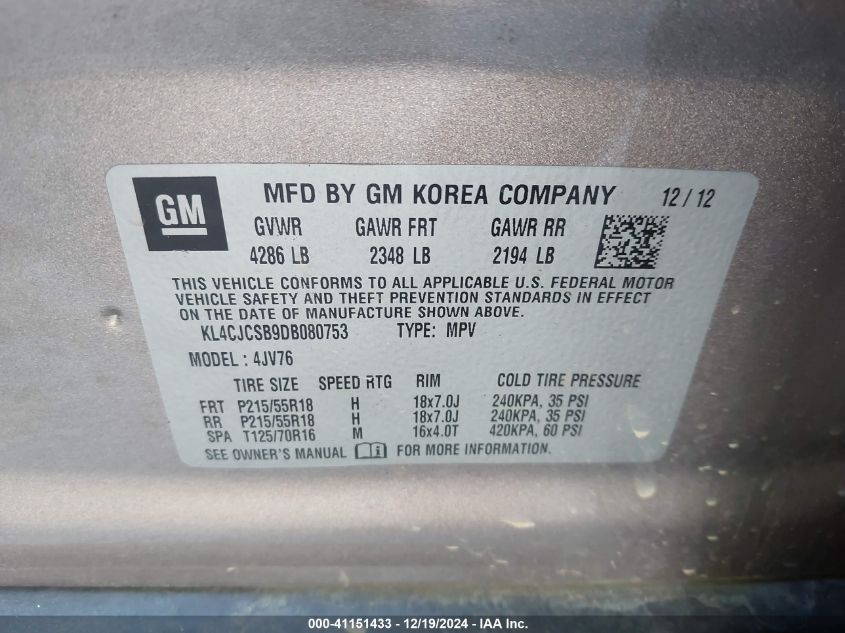 GM MFD BY GM KOREA COMPANY 12/12
GVWR GAWR FRT GAWR RR
4286 LB 2348 LB 2194 LB
THIS VEHICLE CONFORMS TO ALL APPLICABLE U.S. FEDERAL MOTOR
VEHICLE SAFETY AND THEFT PREVENTION STANDARDS IN EFFECT
ON THE DATE OF MANUFACTURE SHOWN ABOVE.
KL4CJCSB9DB080753 TYPE: MPV
MODEL: 4JV76
TIRE SIZE SPEED RTG RIM COLD TIRE PRESSURE
FRT P215/55R18 H 18x7.0J 240KPA, 35 PSI
RR P215/55R18 H 18x7.0J 240KPA, 35 PSI
SPA T125/70R16 M 16x4.0T 420KPA, 60 PSI
SEE OWNER'S MANUAL FOR MORE INFORMATION.
000-41151433 - 12/19/2024 - IAA Inc.